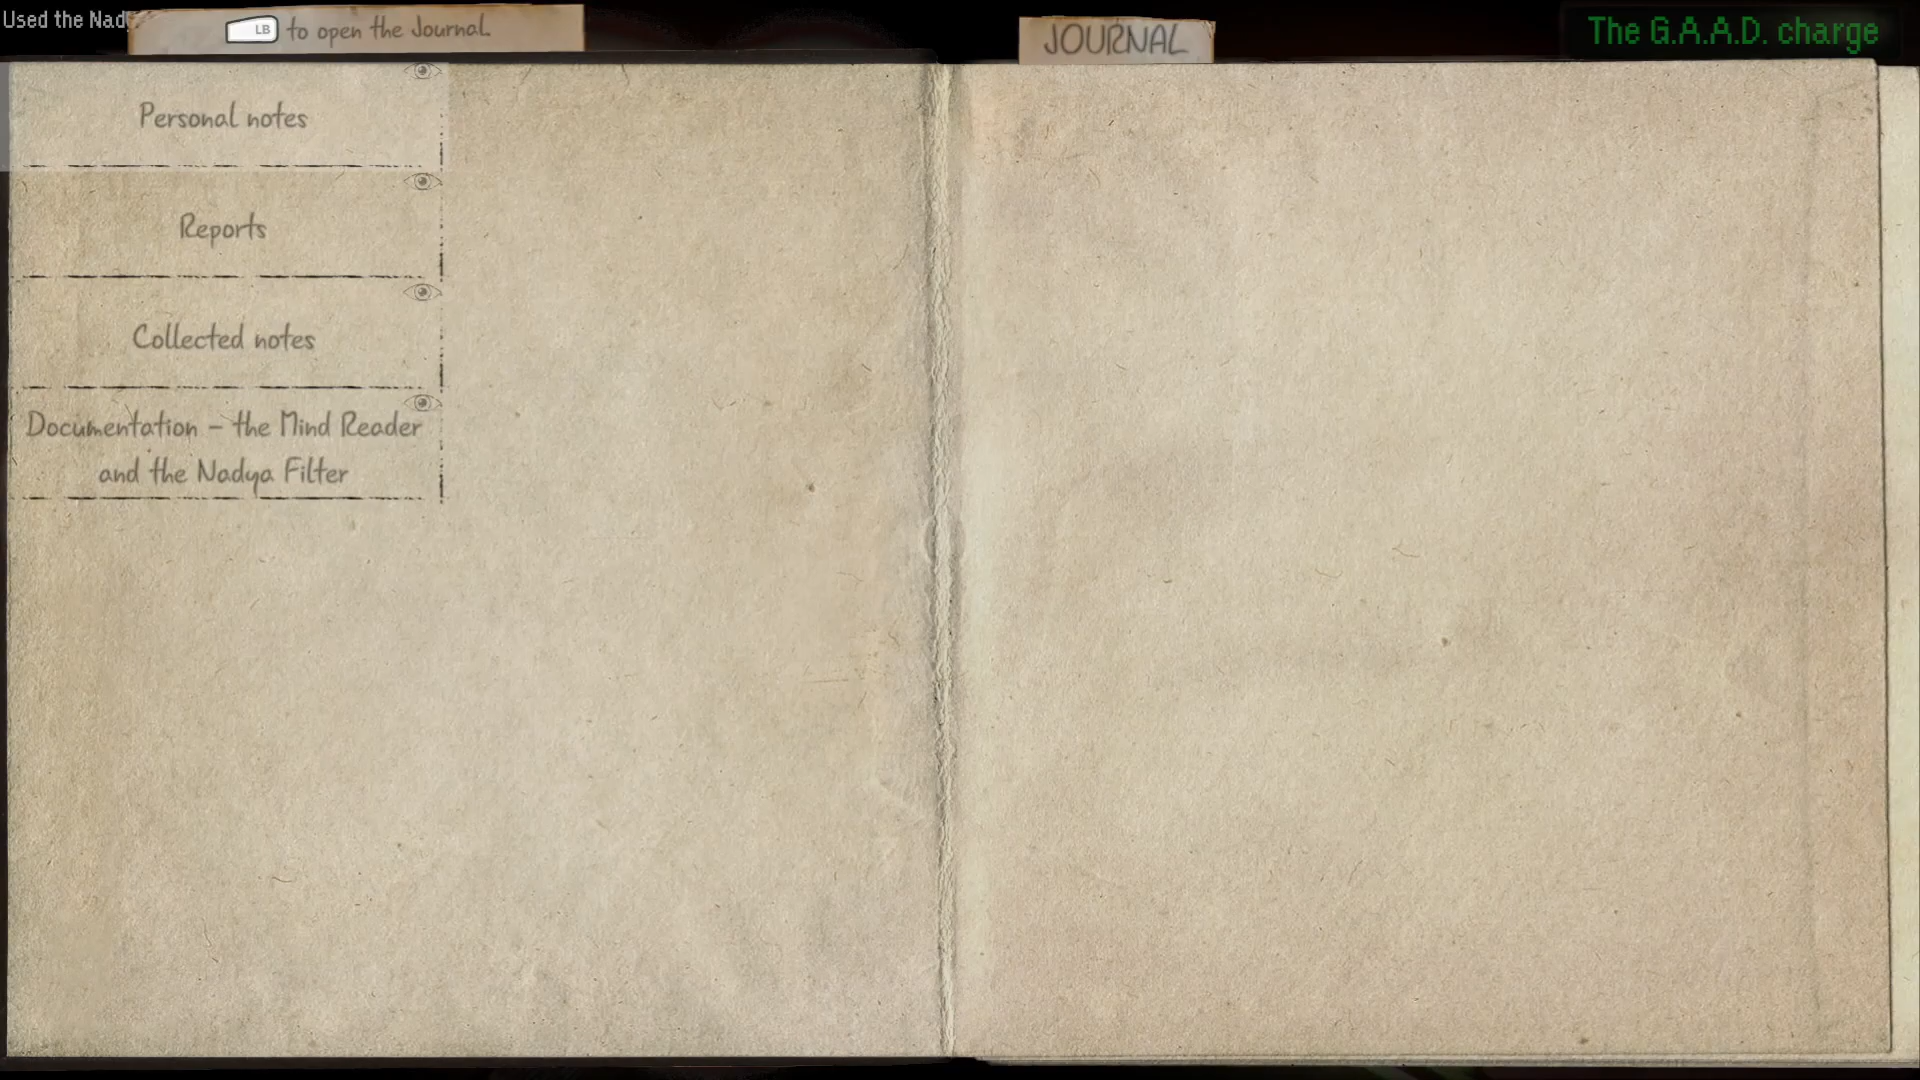 Used the Nad
LB to open the Journal.
JOURNAL
The G.A.A.D. charge
Personal notes
Reports
Collected notes
Documentation – the Mind Reader
and the Nadya Filter